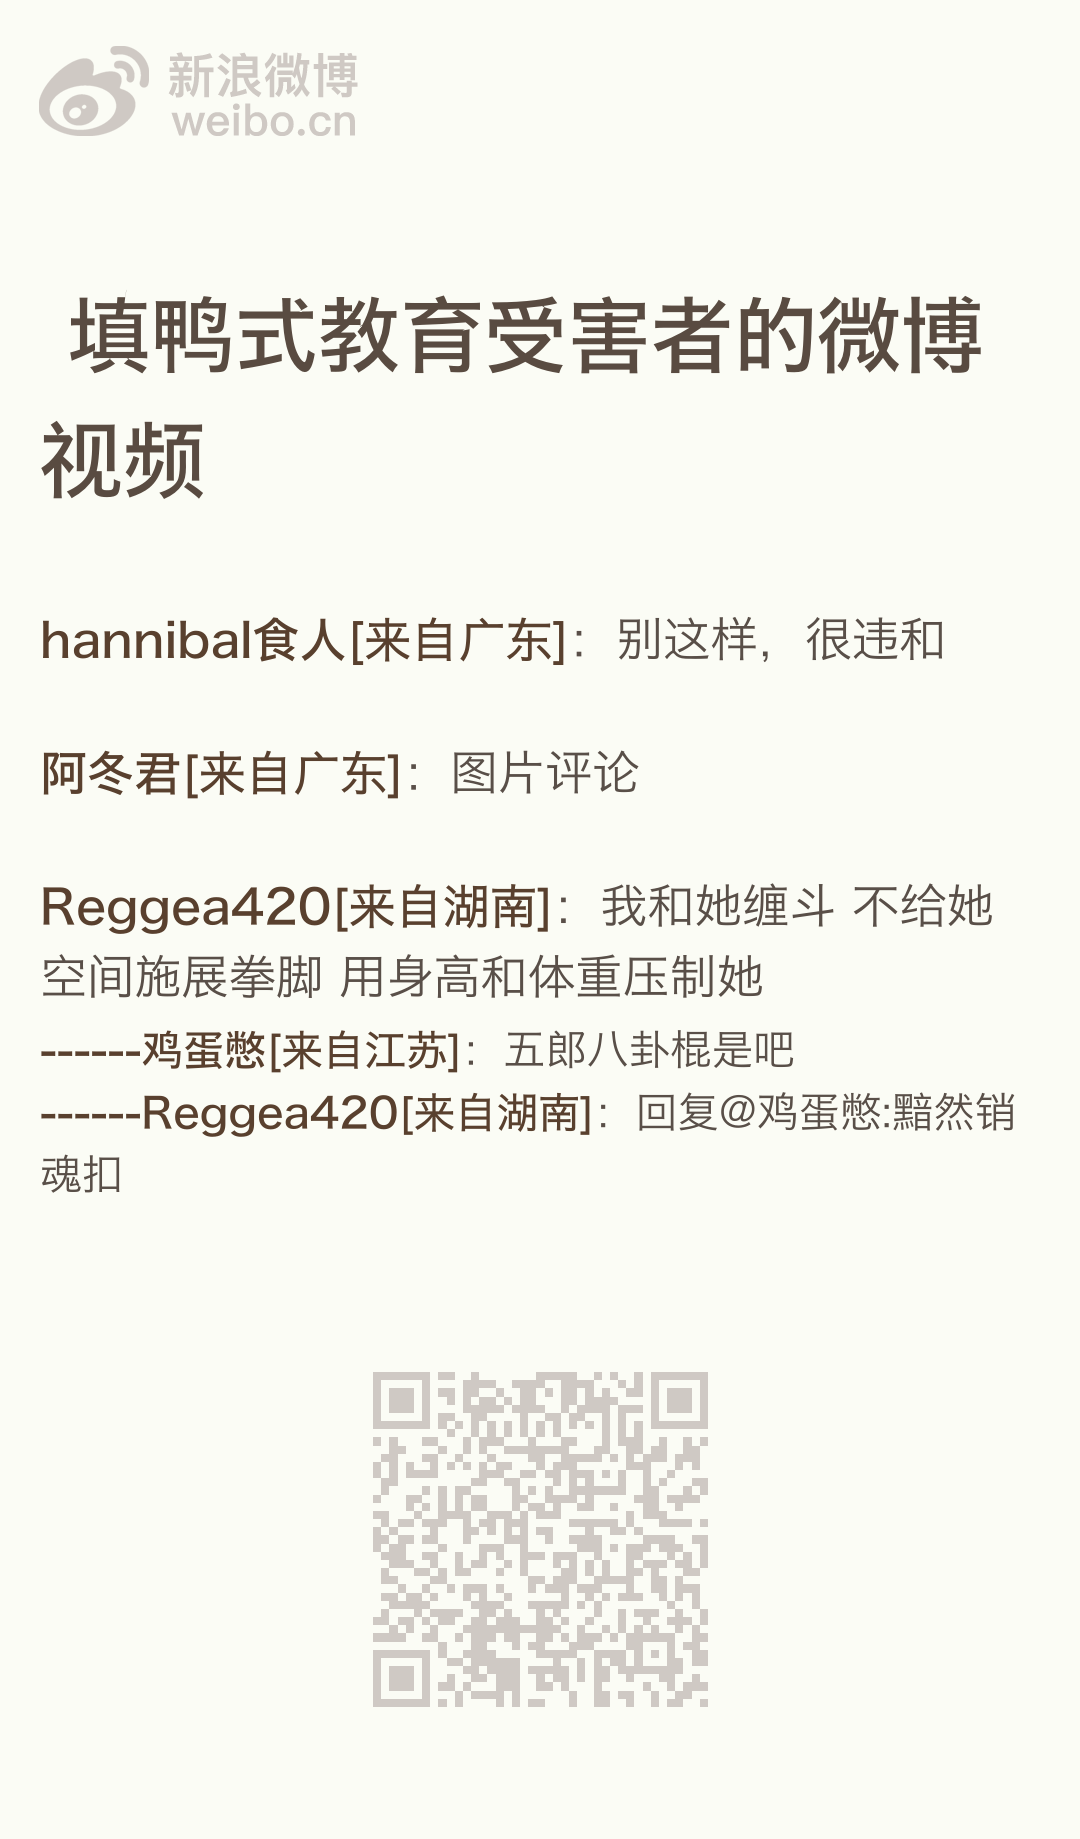 新浪微博
weibo.cn
填鸭式教育受害者的微博
视频
hannibal食人[来自广东]：别这样，很违和
阿冬君[来自广东]：图片评论
Reggea420[来自湖南]：我和她缠斗 不给她
空间施展拳脚 用身高和体重压制她
------鸡蛋憋[来自江苏]：五郎八卦棍是吧
------Reggea420[来自湖南]：回复@鸡蛋憋:黯然销
魂扣